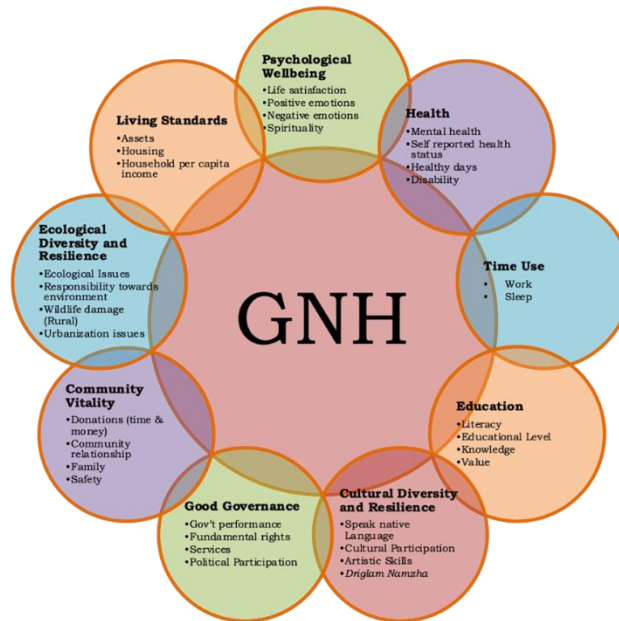 Psychological
Wellbeing
•Life satisfaction
•Positive emotions
•Negative emotions
•Spirituality
Health
•Mental health
•Self reported health
status
•Healthy days
•Disability
Time Use
• Work
• Sleep
Education
•Literacy
•Educational Level
•Knowledge
•Value
Cultural Diversity
and Resilience
•Speak native
Language
•Cultural Participation
•Artistic Skills
•Driglam Namzha
Good Governance
•Gov't performance
•Fundamental rights
•Services
•Political Participation
Community
Vitality
•Donations (time &
money)
•Community
relationship
•Family
•Safety
Ecological
Diversity and
Resilience
•Ecological Issues
•Responsibility towards
environment
•Wildlife damage
(Rural)
•Urbanization issues
Living Standards
•Assets
•Housing
•Household per capita
income
GNH